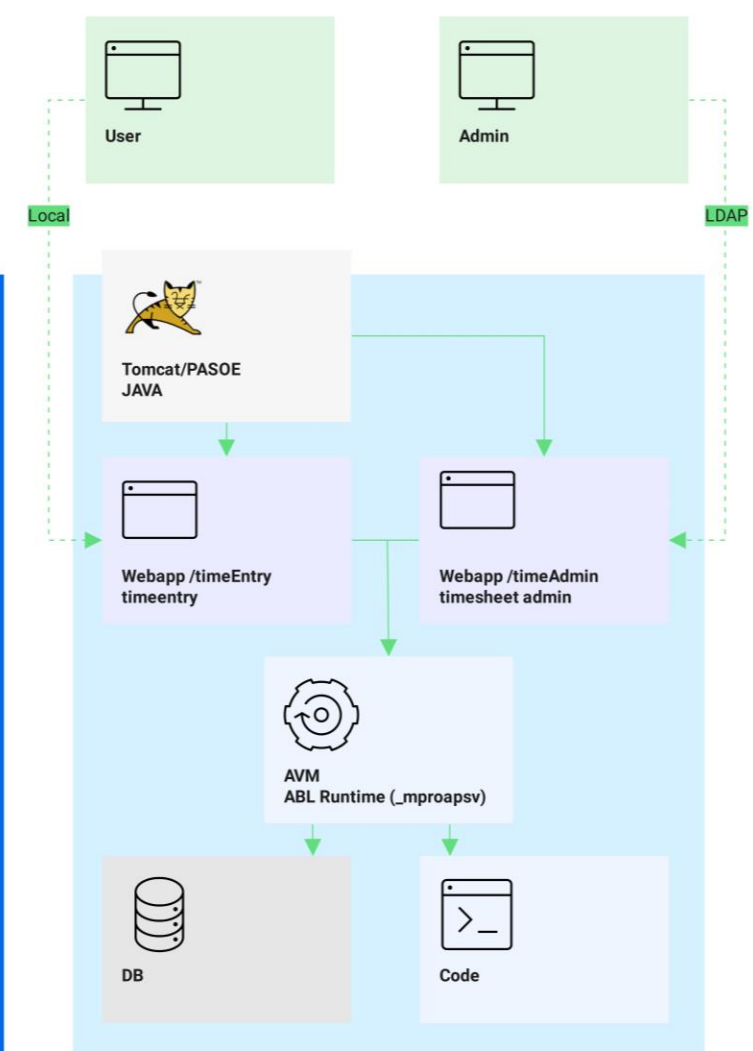 User
Admin
Local
LDAP
Tomcat/PASOE
JAVA
Webapp /timeEntry
timeentry
Webapp /timeAdmin
timesheet admin
AVM
ABL Runtime (_mproapsv)
DB
Code